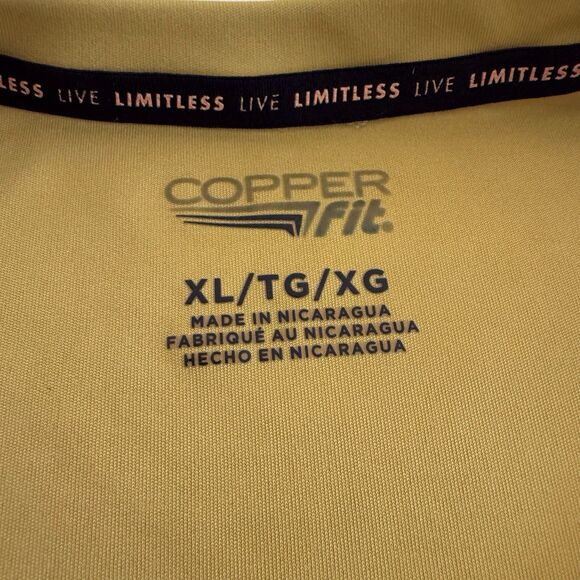 LESS LIVE LIMITLESS LIVE LIMITLESS LIVE LIMITLESS
COPPER
fit.
XL/TG/XG
MADE IN NICARAGUA
FABRIQUÉ AU NICARAGUA
HECHO EN NICARAGUA